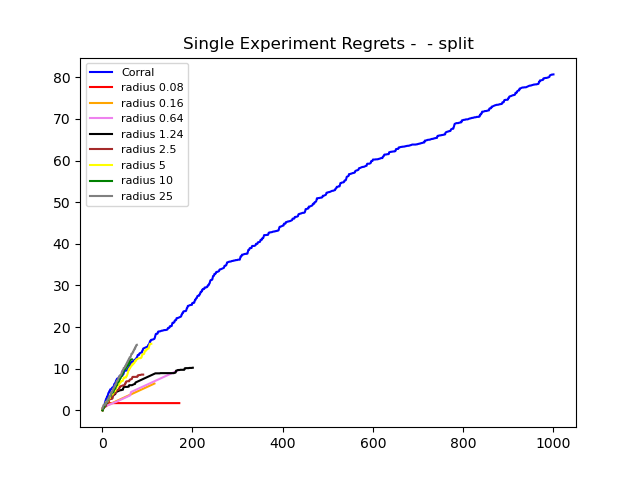 Single Experiment Regrets -  - split
80
70
60
50
40
30
20
10
0
Corral
radius 0.08
radius 0.16
radius 0.64
radius 1.24
radius 2.5
radius 5
radius 10
radius 25
0 200 400 600 800 1000